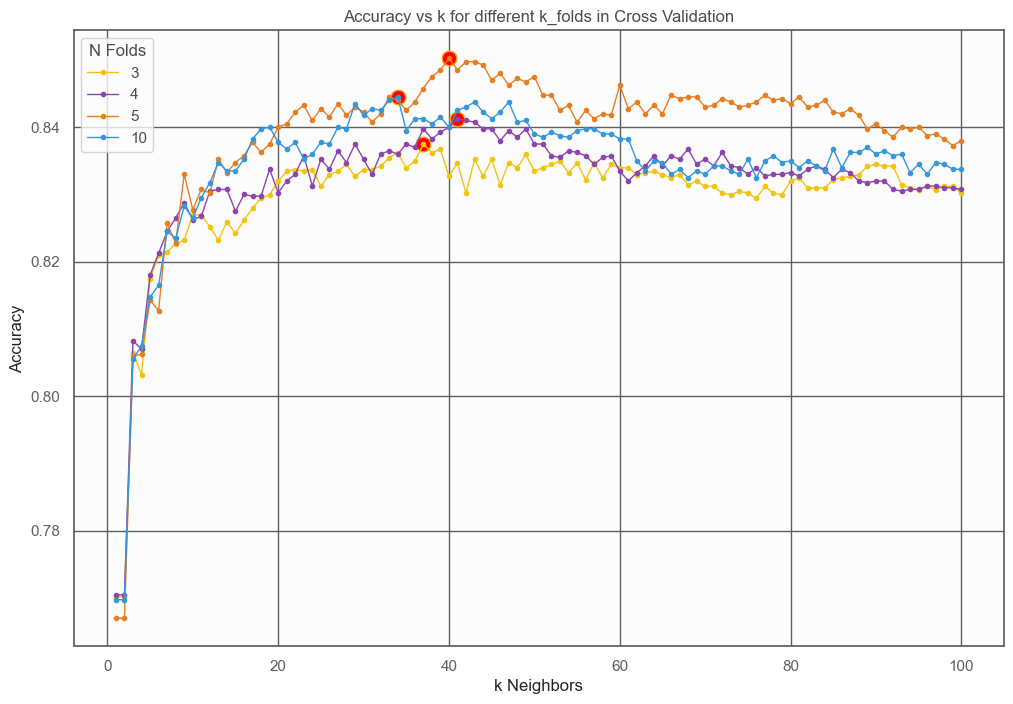 Accuracy vs k for different k_folds in Cross Validation
N Folds
3
4
5
10
0.84
0.82
0.80
0.78
Accuracy
0 20 40 60 80 100
k Neighbors